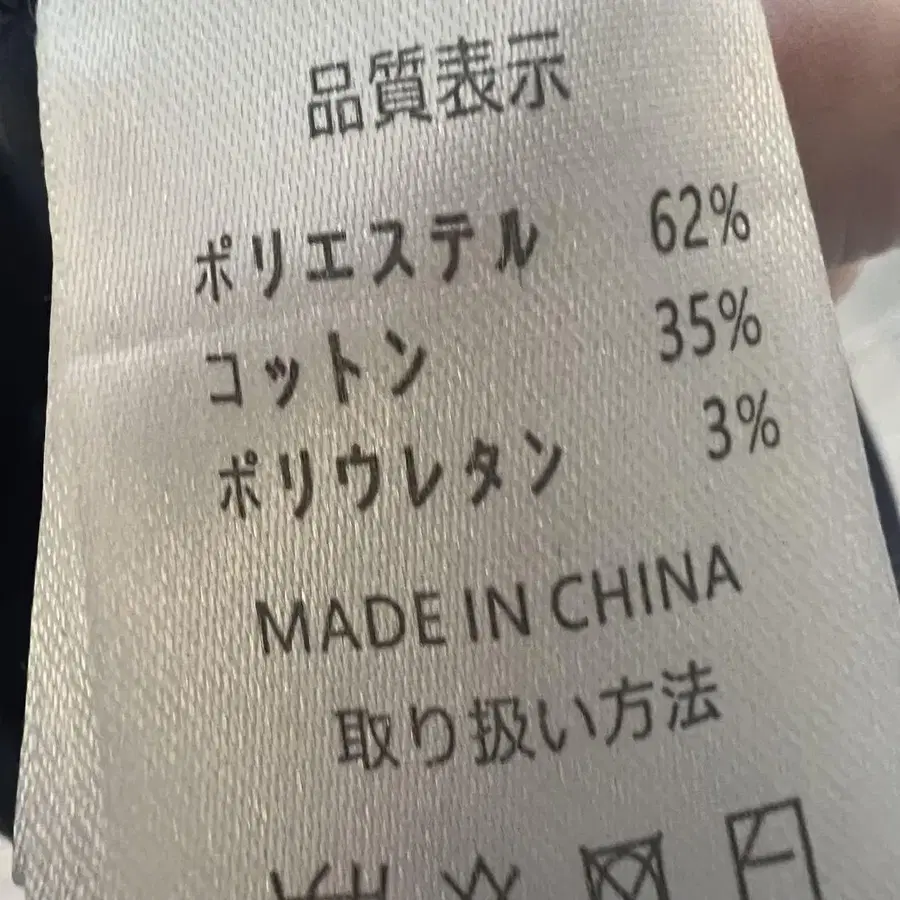 品質表示
ポリエステル 62%
コットン 35%
ポリウレタン 3%
MADE IN CHINA
取り扱い方法